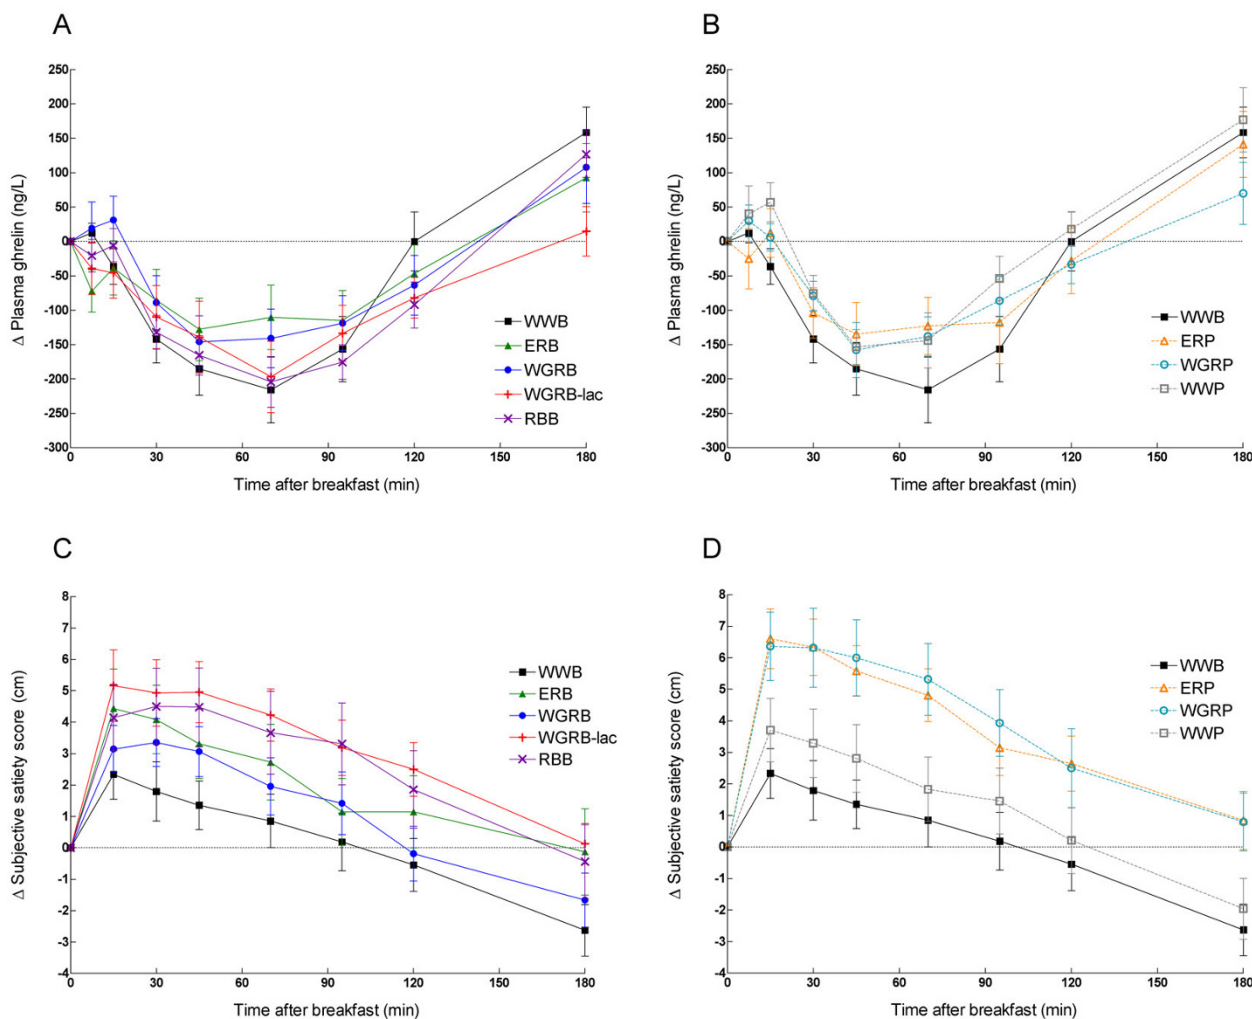 A
Δ Plasma ghrelin (ng/L)
250
200
150
100
50
0
-50
-100
-150
-200
-250
-300
0 30 60 90 120 150 180
Time after breakfast (min)
WWB
ERB
WGRB
WGRB-lac
RBB
B
Δ Plasma ghrelin (ng/L)
250
200
150
100
50
0
-50
-100
-150
-200
-250
-300
0 30 60 90 120 150 180
Time after breakfast (min)
WWB
ERP
WGRP
WWP
C
Δ Subjective satiety score (cm)
8
7
6
5
4
3
2
1
0
-1
-2
-3
-4
0 30 60 90 120 150 180
Time after breakfast (min)
WWB
ERB
WGRB
WGRB-lac
RBB
D
Δ Subjective satiety score (cm)
8
7
6
5
4
3
2
1
0
-1
-2
-3
-4
0 30 60 90 120 150 180
Time after breakfast (min)
WWB
ERP
WGRP
WWP